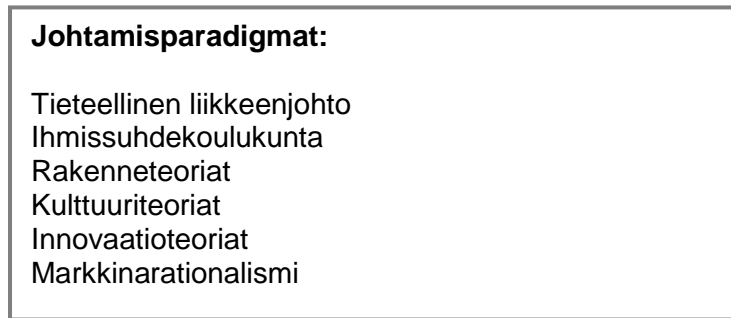 Johtamisparadigmat:
Tieteellinen liikkeenjohto
Ihmissuhdekoulukunta
Rakenneteoriat
Kulttuuriteoriat
Innovaatioteoriat
Markkinarationalismi